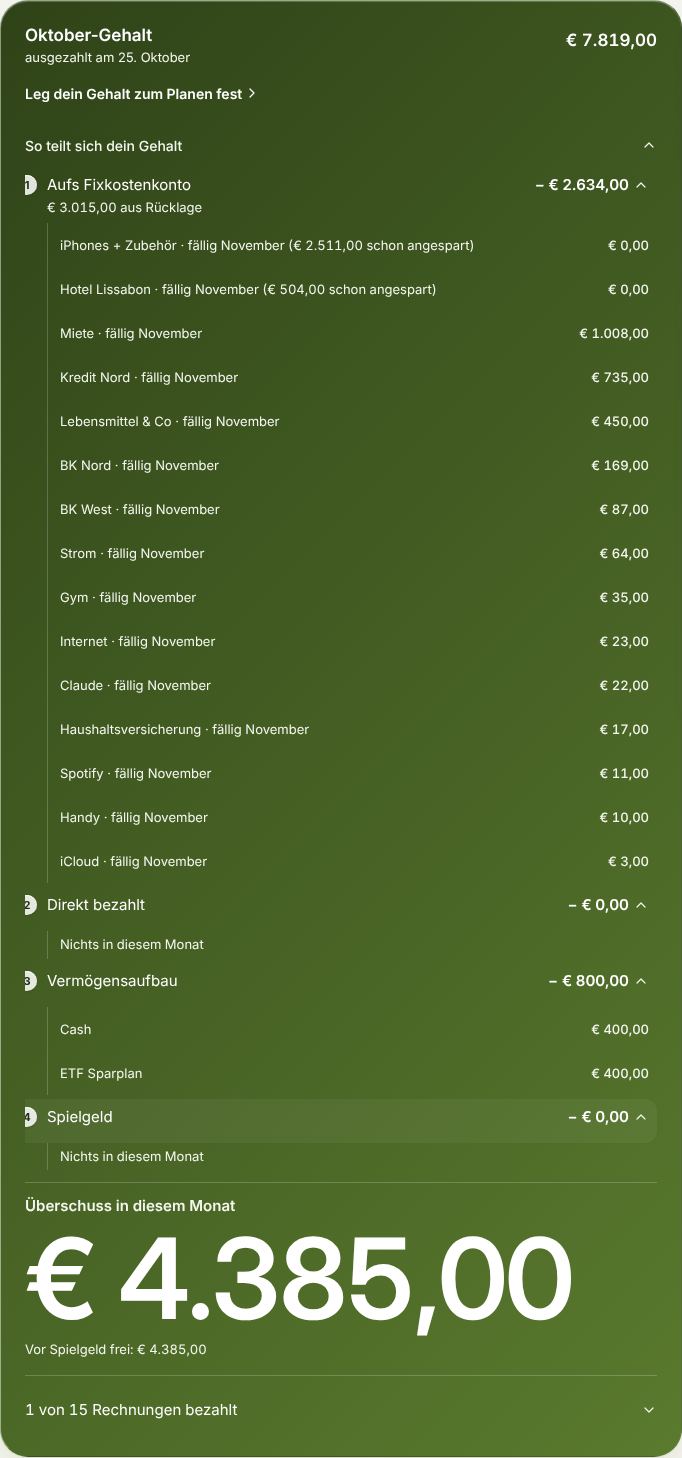 Oktober-Gehalt
€ 7.819,00
ausgezahlt am 25. Oktober
Leg dein Gehalt zum Planen fest
So teilt sich dein Gehalt
1 Aufs Fixkostenkonto – € 2.634,00
€ 3.015,00 aus Rücklage
iPhones + Zubehör · fällig November (€ 2.511,00 schon angespart) € 0,00
Hotel Lissabon · fällig November (€ 504,00 schon angespart) € 0,00
Miete · fällig November € 1.008,00
Kredit Nord · fällig November € 735,00
Lebensmittel & Co · fällig November € 450,00
BK Nord · fällig November € 169,00
BK West · fällig November € 87,00
Strom · fällig November € 64,00
Gym · fällig November € 35,00
Internet · fällig November € 23,00
Claude · fällig November € 22,00
Haushaltsversicherung · fällig November € 17,00
Spotify · fällig November € 11,00
Handy · fällig November € 10,00
iCloud · fällig November € 3,00
2 Direkt bezahlt – € 0,00
Nichts in diesem Monat
3 Vermögensaufbau – € 800,00
Cash € 400,00
ETF Sparplan € 400,00
4 Spielgeld – € 0,00
Nichts in diesem Monat
Überschuss in diesem Monat
€ 4.385,00
Vor Spielgeld frei: € 4.385,00
1 von 15 Rechnungen bezahlt